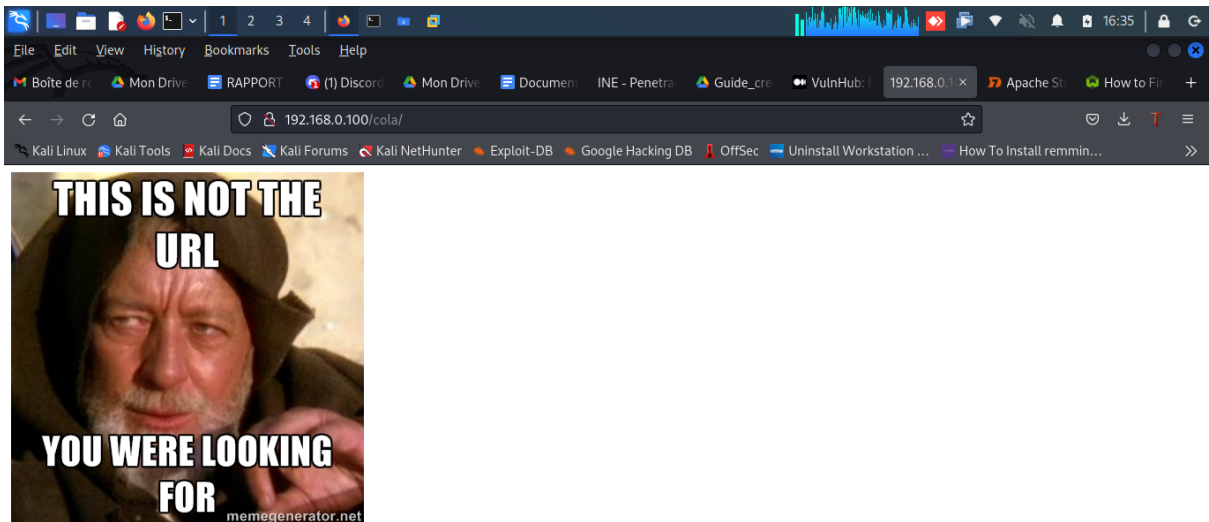 1 2 3 4 16:35
File Edit View History Bookmarks Tools Help
Boîte de re Mon Drive RAPPORT (1) Discord Mon Drive Document INE - Penetra Guide_cre. VulnHub: 192.168.0.1 Apache Str How to Fir
192.168.0.100/cola/
Kali Linux Kali Tools Kali Docs Kali Forums Kali NetHunter Exploit-DB Google Hacking DB OffSec Uninstall Workstation ... How To Install remmin...
THIS IS NOT THE
URL
YOU WERE LOOKING
FOR
memegenerator.net